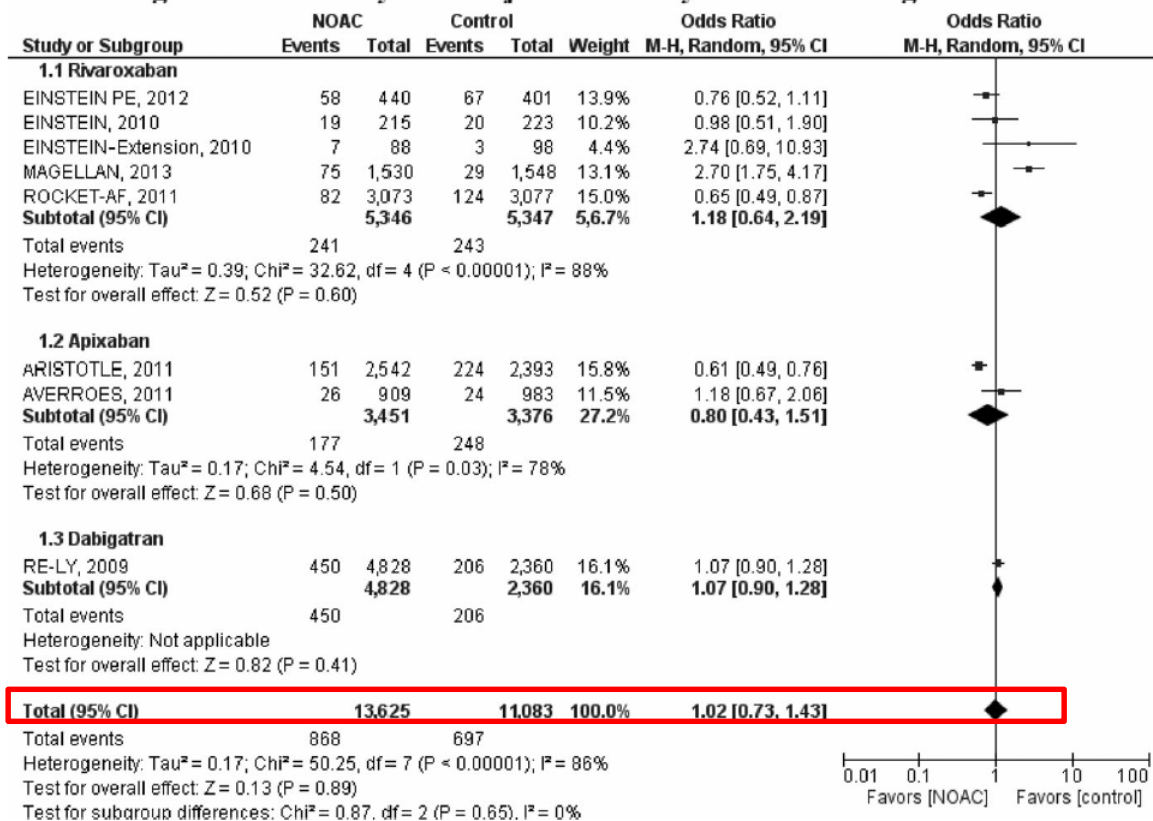 NOAC Control Odds Ratio Odds Ratio
Study or Subgroup Events Total Events Total Weight M-H, Random, 95% CI M-H, Random, 95% CI
1.1 Rivaroxaban
EINSTEIN PE, 2012 58 440 67 401 13.9% 0.76 [0.52, 1.11]
EINSTEIN, 2010 19 215 20 223 10.2% 0.98 [0.51, 1.90]
EINSTEIN-Extension, 2010 7 88 3 98 4.4% 2.74 [0.69, 10.93]
MAGELLAN, 2013 75 1,530 29 1,548 13.1% 2.70 [1.75, 4.17]
ROCKET-AF, 2011 82 3,073 124 3,077 15.0% 0.65 [0.49, 0.87]
Subtotal (95% CI) 5,346 5,347 5,6.7% 1.18 [0.64, 2.19]
Total events 241 243
Heterogeneity: Tau² = 0.39; Chi² = 32.62, df = 4 (P < 0.00001); I² = 88%
Test for overall effect: Z = 0.52 (P = 0.60)
1.2 Apixaban
ARISTOTLE, 2011 151 2,542 224 2,393 15.8% 0.61 [0.49, 0.76]
AVERROES, 2011 26 909 24 983 11.5% 1.18 [0.67, 2.06]
Subtotal (95% CI) 3,451 3,376 27.2% 0.80 [0.43, 1.51]
Total events 177 248
Heterogeneity: Tau² = 0.17; Chi² = 4.54, df = 1 (P = 0.03); I² = 78%
Test for overall effect: Z = 0.68 (P = 0.50)
1.3 Dabigatran
RE-LY, 2009 450 4,828 206 2,360 16.1% 1.07 [0.90, 1.28]
Subtotal (95% CI) 4,828 2,360 16.1% 1.07 [0.90, 1.28]
Total events 450 206
Heterogeneity: Not applicable
Test for overall effect: Z = 0.82 (P = 0.41)
Total (95% CI) 13,625 11,083 100.0% 1.02 [0.73, 1.43]
Total events 868 697
Heterogeneity: Tau² = 0.17; Chi² = 50.25, df = 7 (P < 0.00001); I² = 86%
Test for overall effect: Z = 0.13 (P = 0.89)
Test for subgroup differences: Chi² = 0.87, df = 2 (P = 0.65), I² = 0%
0.01 0.1 1 10 100
Favors [NOAC] Favors [control]